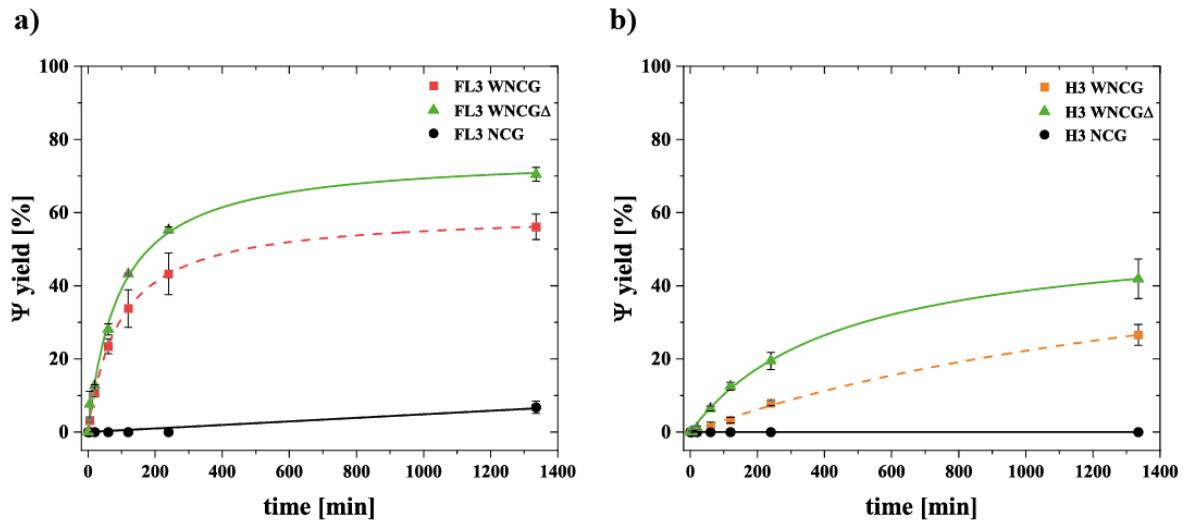 a)
100
80
60
40
20
0
Ψ yield [%]
FL3 WNCG
FL3 WNCGΔ
FL3 NCG
0 200 400 600 800 1000 1200 1400
time [min]
b)
100
80
60
40
20
0
Ψ yield [%]
H3 WNCG
H3 WNCGΔ
H3 NCG
0 200 400 600 800 1000 1200 1400
time [min]